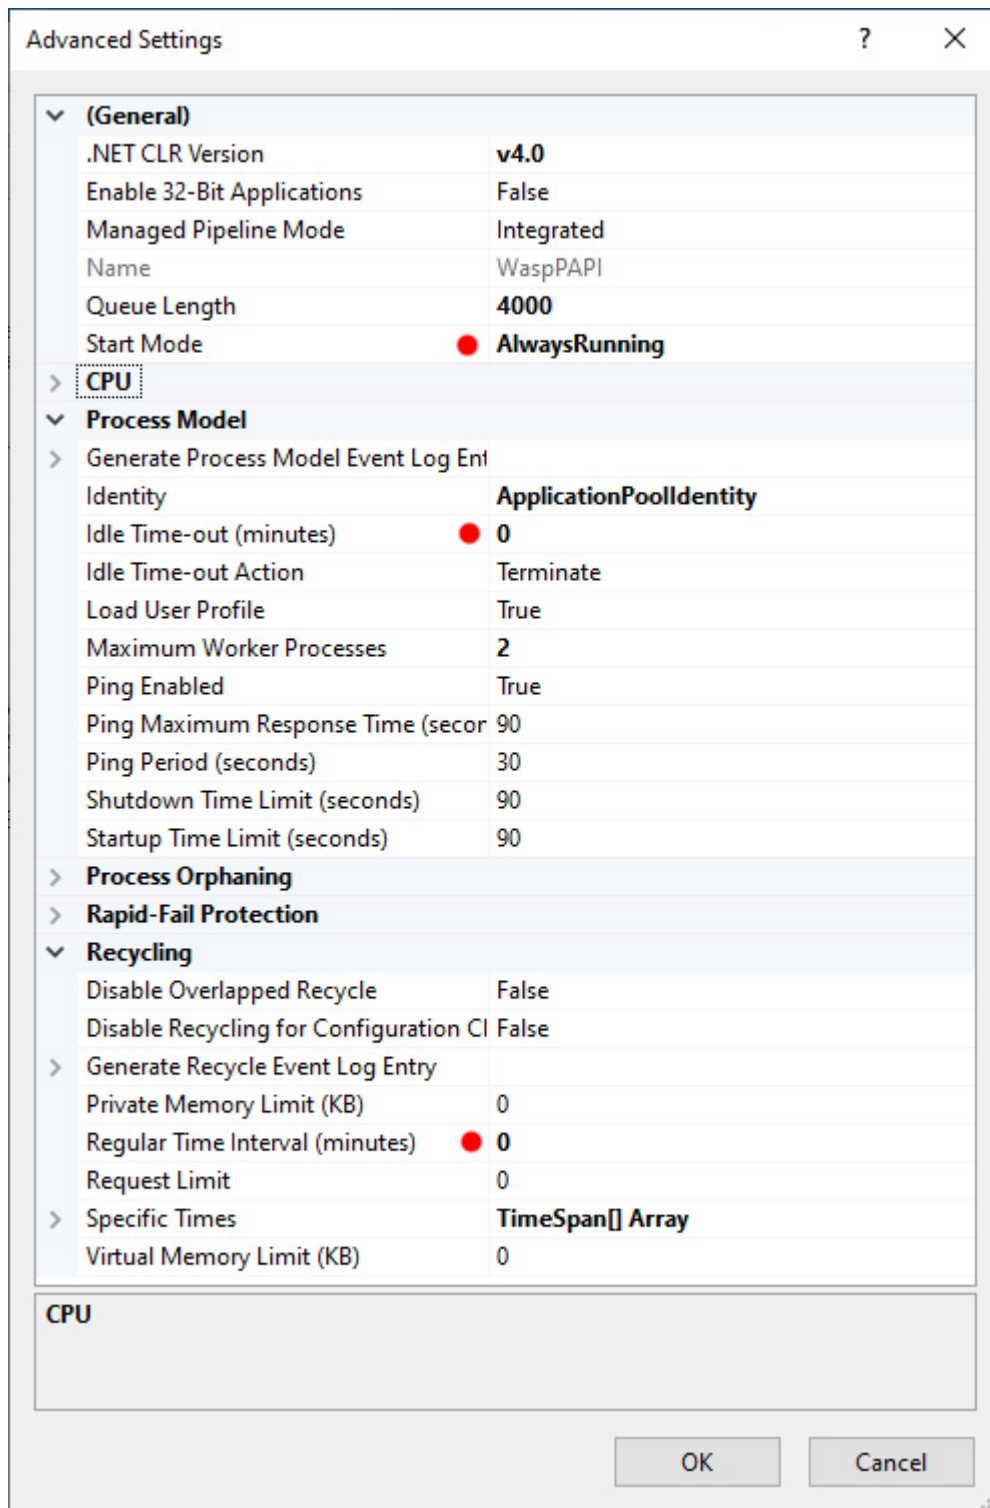 Advanced Settings ? ×
(General)
.NET CLR Version v4.0
Enable 32-Bit Applications False
Managed Pipeline Mode Integrated
Name WaspPAPI
Queue Length 4000
Start Mode AlwaysRunning
CPU
Process Model
Generate Process Model Event Log Ent
Identity ApplicationPoolIdentity
Idle Time-out (minutes) 0
Idle Time-out Action Terminate
Load User Profile True
Maximum Worker Processes 2
Ping Enabled True
Ping Maximum Response Time (secon 90
Ping Period (seconds) 30
Shutdown Time Limit (seconds) 90
Startup Time Limit (seconds) 90
Process Orphaning
Rapid-Fail Protection
Recycling
Disable Overlapped Recycle False
Disable Recycling for Configuration Cl False
Generate Recycle Event Log Entry
Private Memory Limit (KB) 0
Regular Time Interval (minutes) 0
Request Limit 0
Specific Times TimeSpan[] Array
Virtual Memory Limit (KB) 0
CPU
OK Cancel